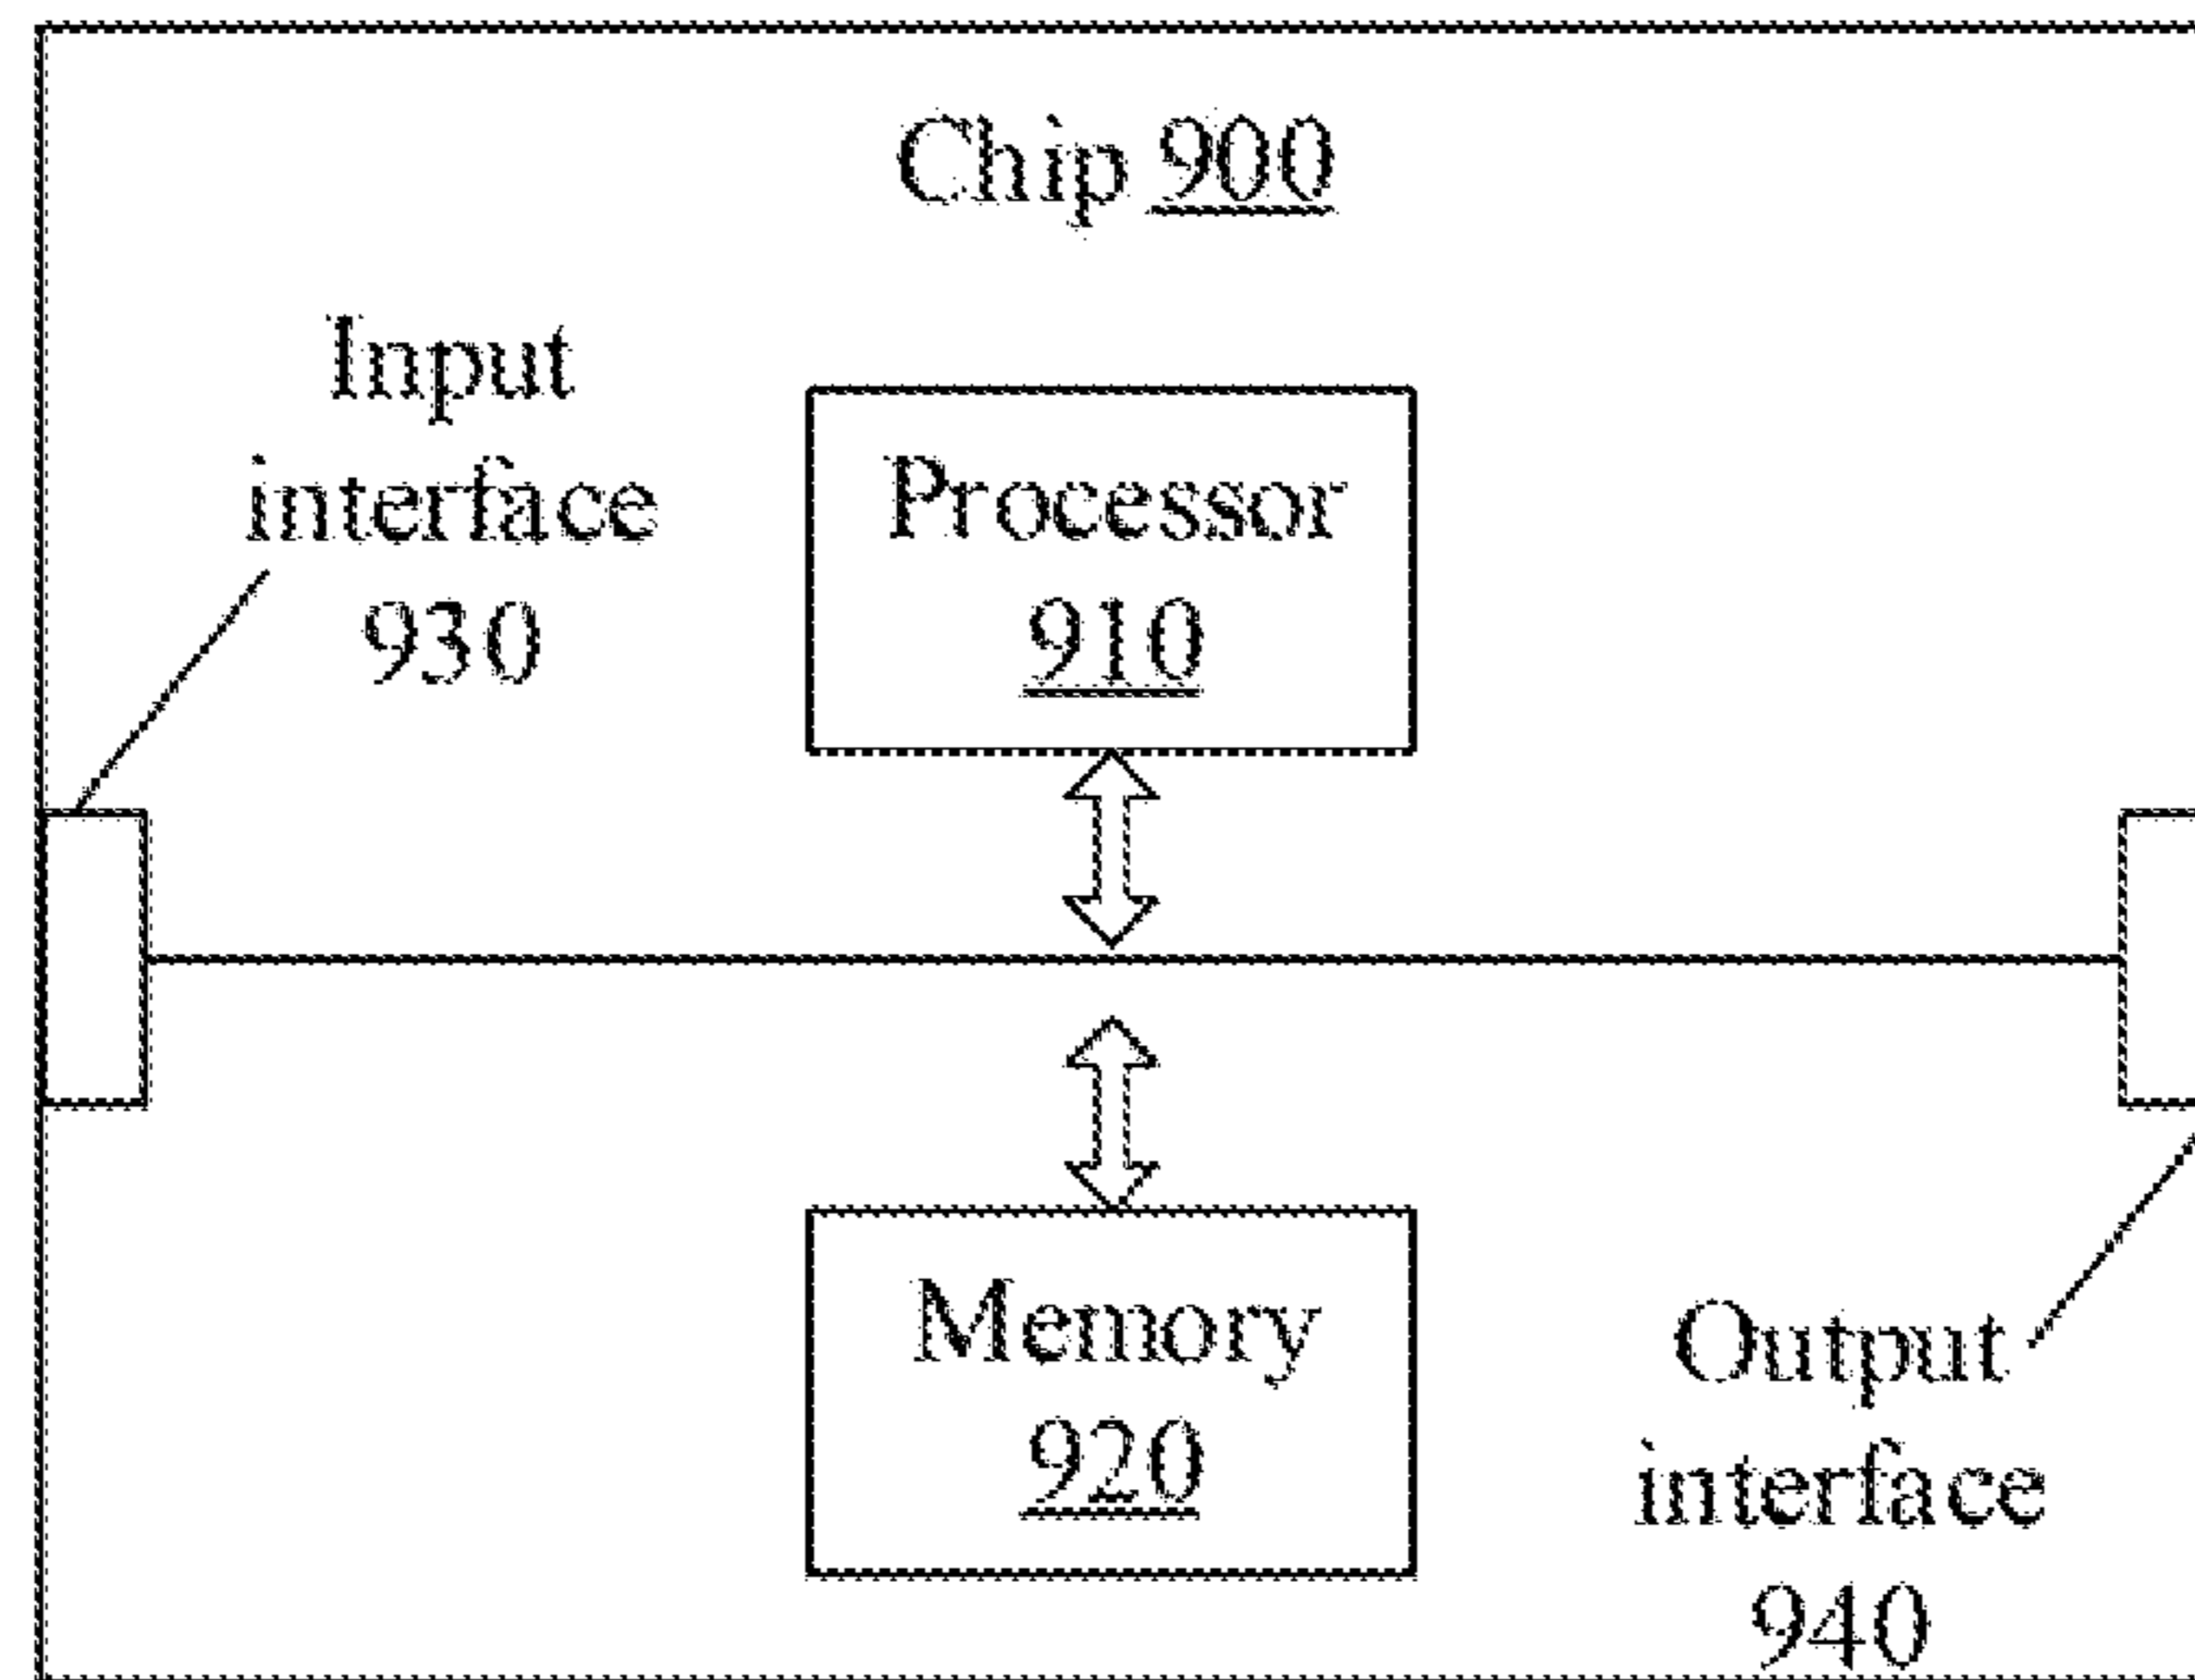 Chip 900
Input
interface
930
Processor
910
Memory
920
Output
interface
940